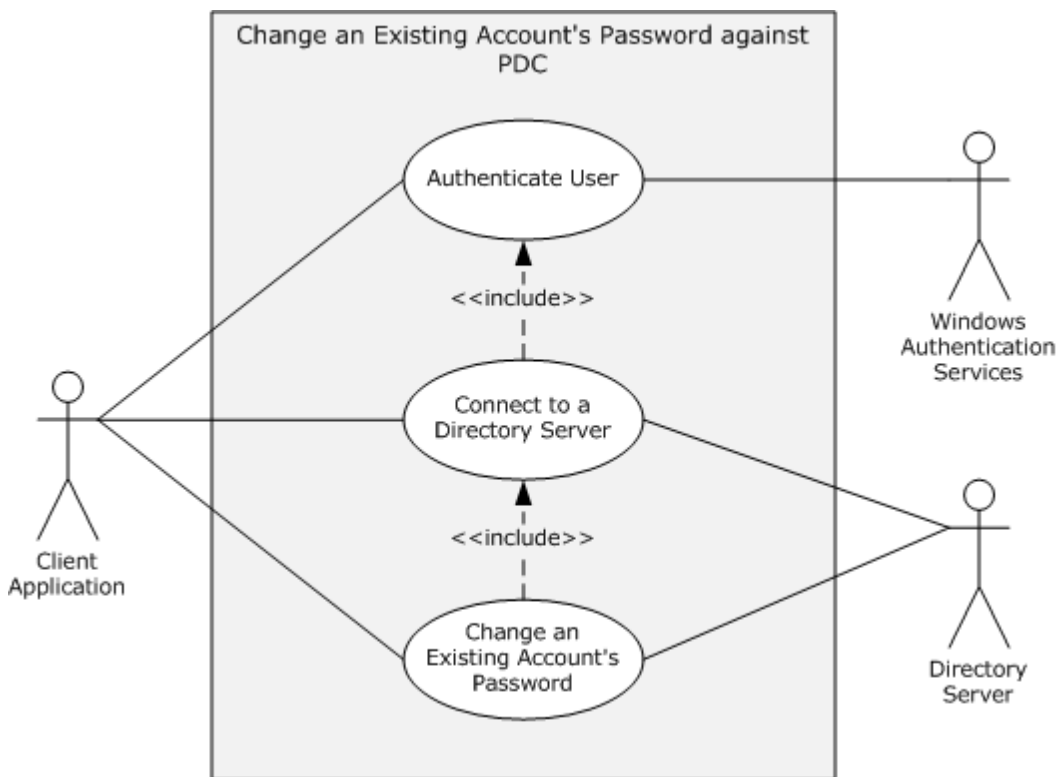 Change an Existing Account's Password against
PDC
Authenticate User
<<include>>
Windows
Authentication
Services
Connect to a
Directory Server
<<include>>
Client
Application
Change an
Existing Account's
Password
Directory
Server